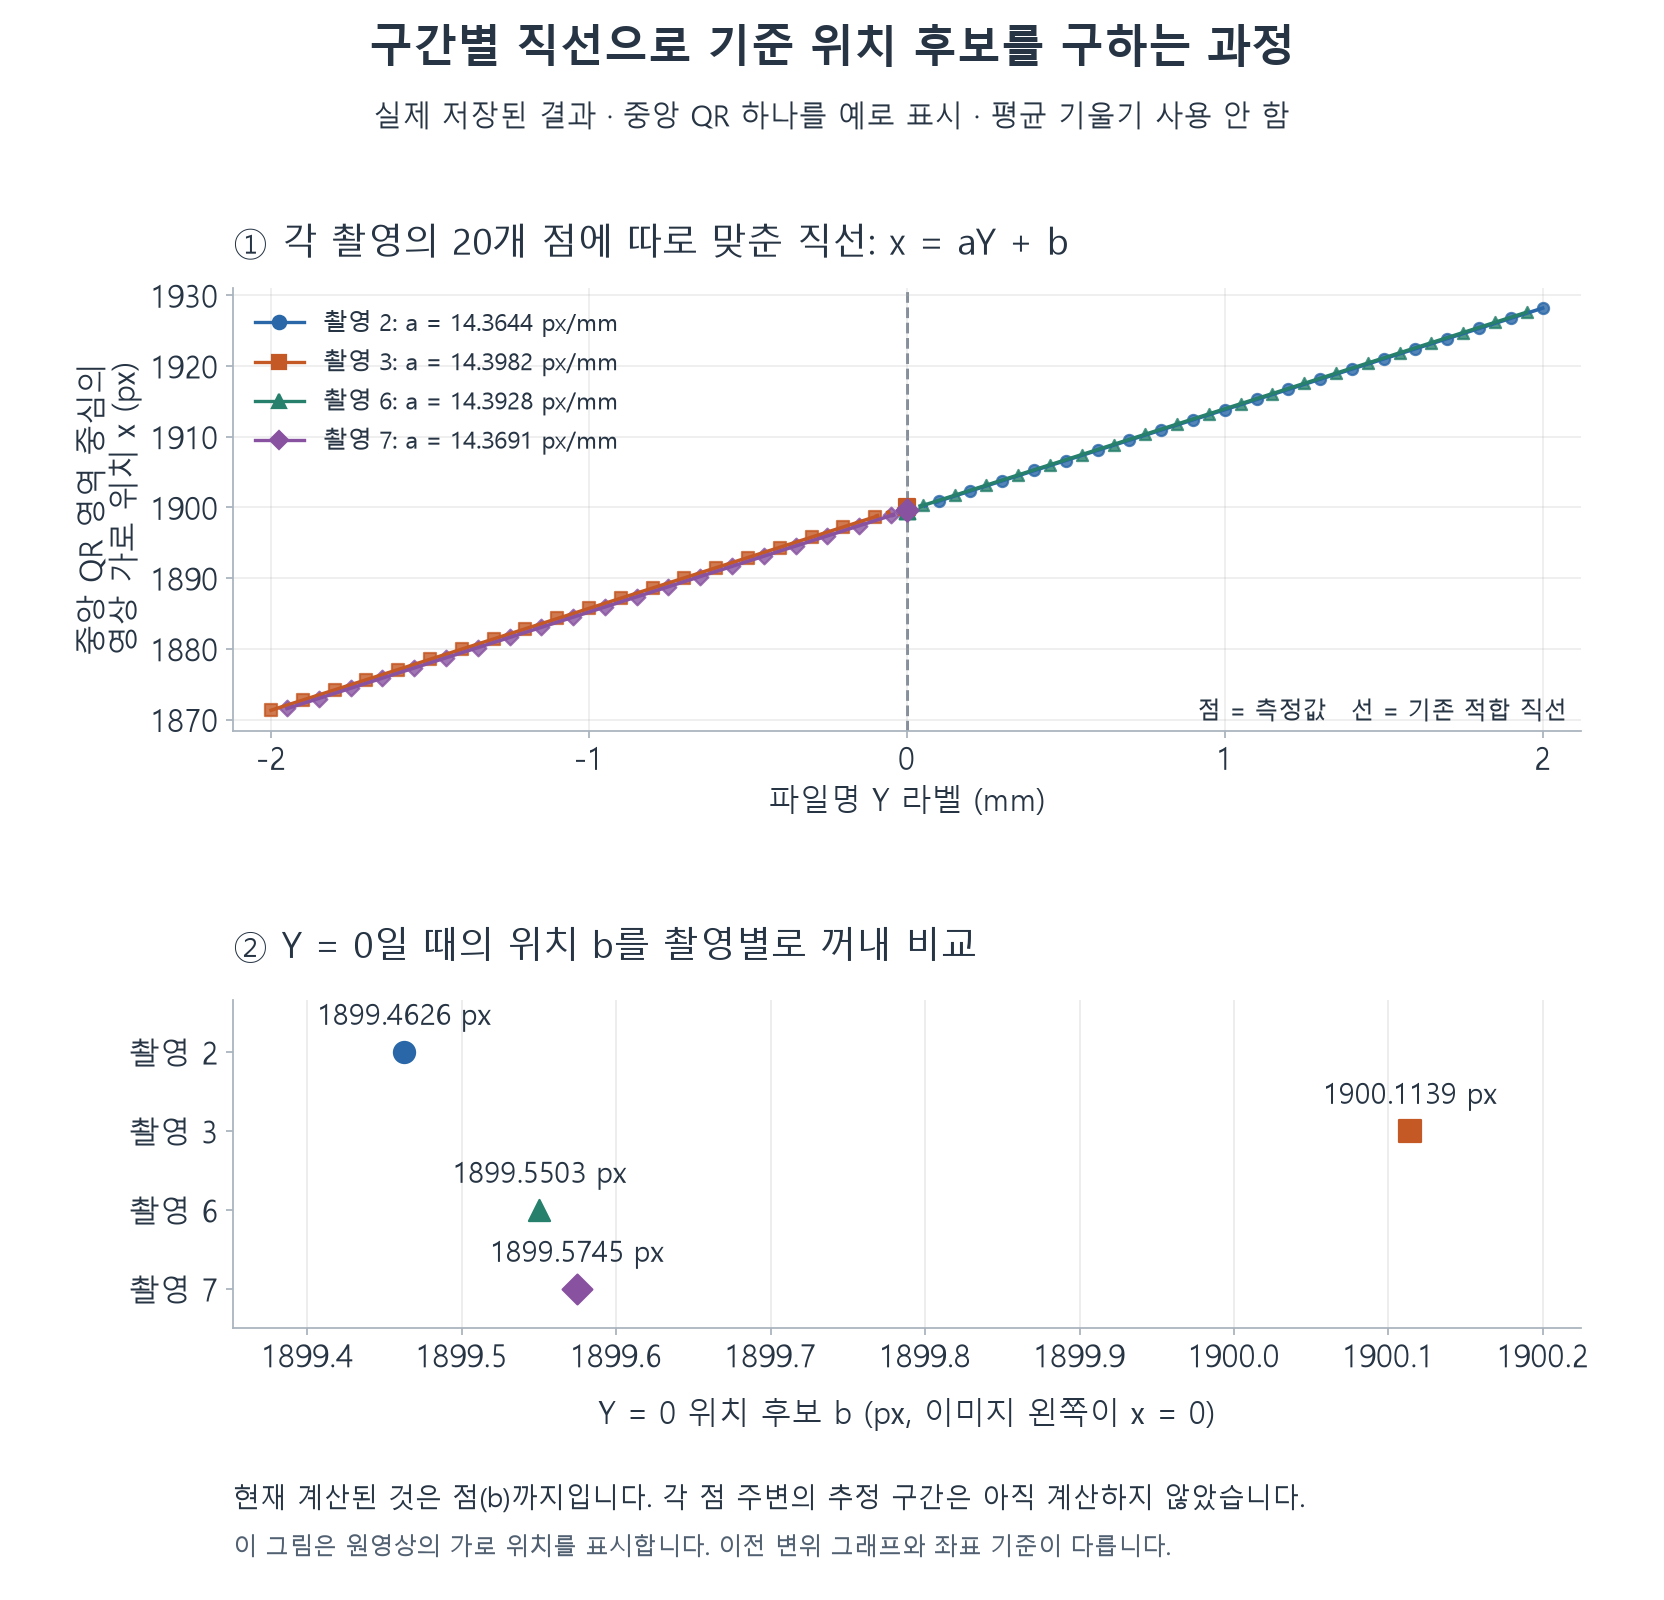 구간별 직선으로 기준 위치 후보를 구하는 과정
실제 저장된 결과 · 중앙 QR 하나를 예로 표시 · 평균 기울기 사용 안 함
① 각 촬영의 20개 점에 따로 맞춘 직선: x = aY + b
중앙 QR 영역 중심의
영상 가로 위치 x (px)
1930
1920
1910
1900
1890
1880
1870
촬영 2: a = 14.3644 px/mm
촬영 3: a = 14.3982 px/mm
촬영 6: a = 14.3928 px/mm
촬영 7: a = 14.3691 px/mm
점 = 측정값 선 = 기존 적합 직선
-2 -1 0 1 2
파일명 Y 라벨 (mm)
② Y = 0일 때의 위치 b를 촬영별로 꺼내 비교
1899.4626 px
촬영 2
1900.1139 px
촬영 3
1899.5503 px
촬영 6
1899.5745 px
촬영 7
1899.4 1899.5 1899.6 1899.7 1899.8 1899.9 1900.0 1900.1 1900.2
Y = 0 위치 후보 b (px, 이미지 왼쪽이 x = 0)
현재 계산된 것은 점(b)까지입니다. 각 점 주변의 추정 구간은 아직 계산하지 않았습니다.
이 그림은 원영상의 가로 위치를 표시합니다. 이전 변위 그래프와 좌표 기준이 다릅니다.